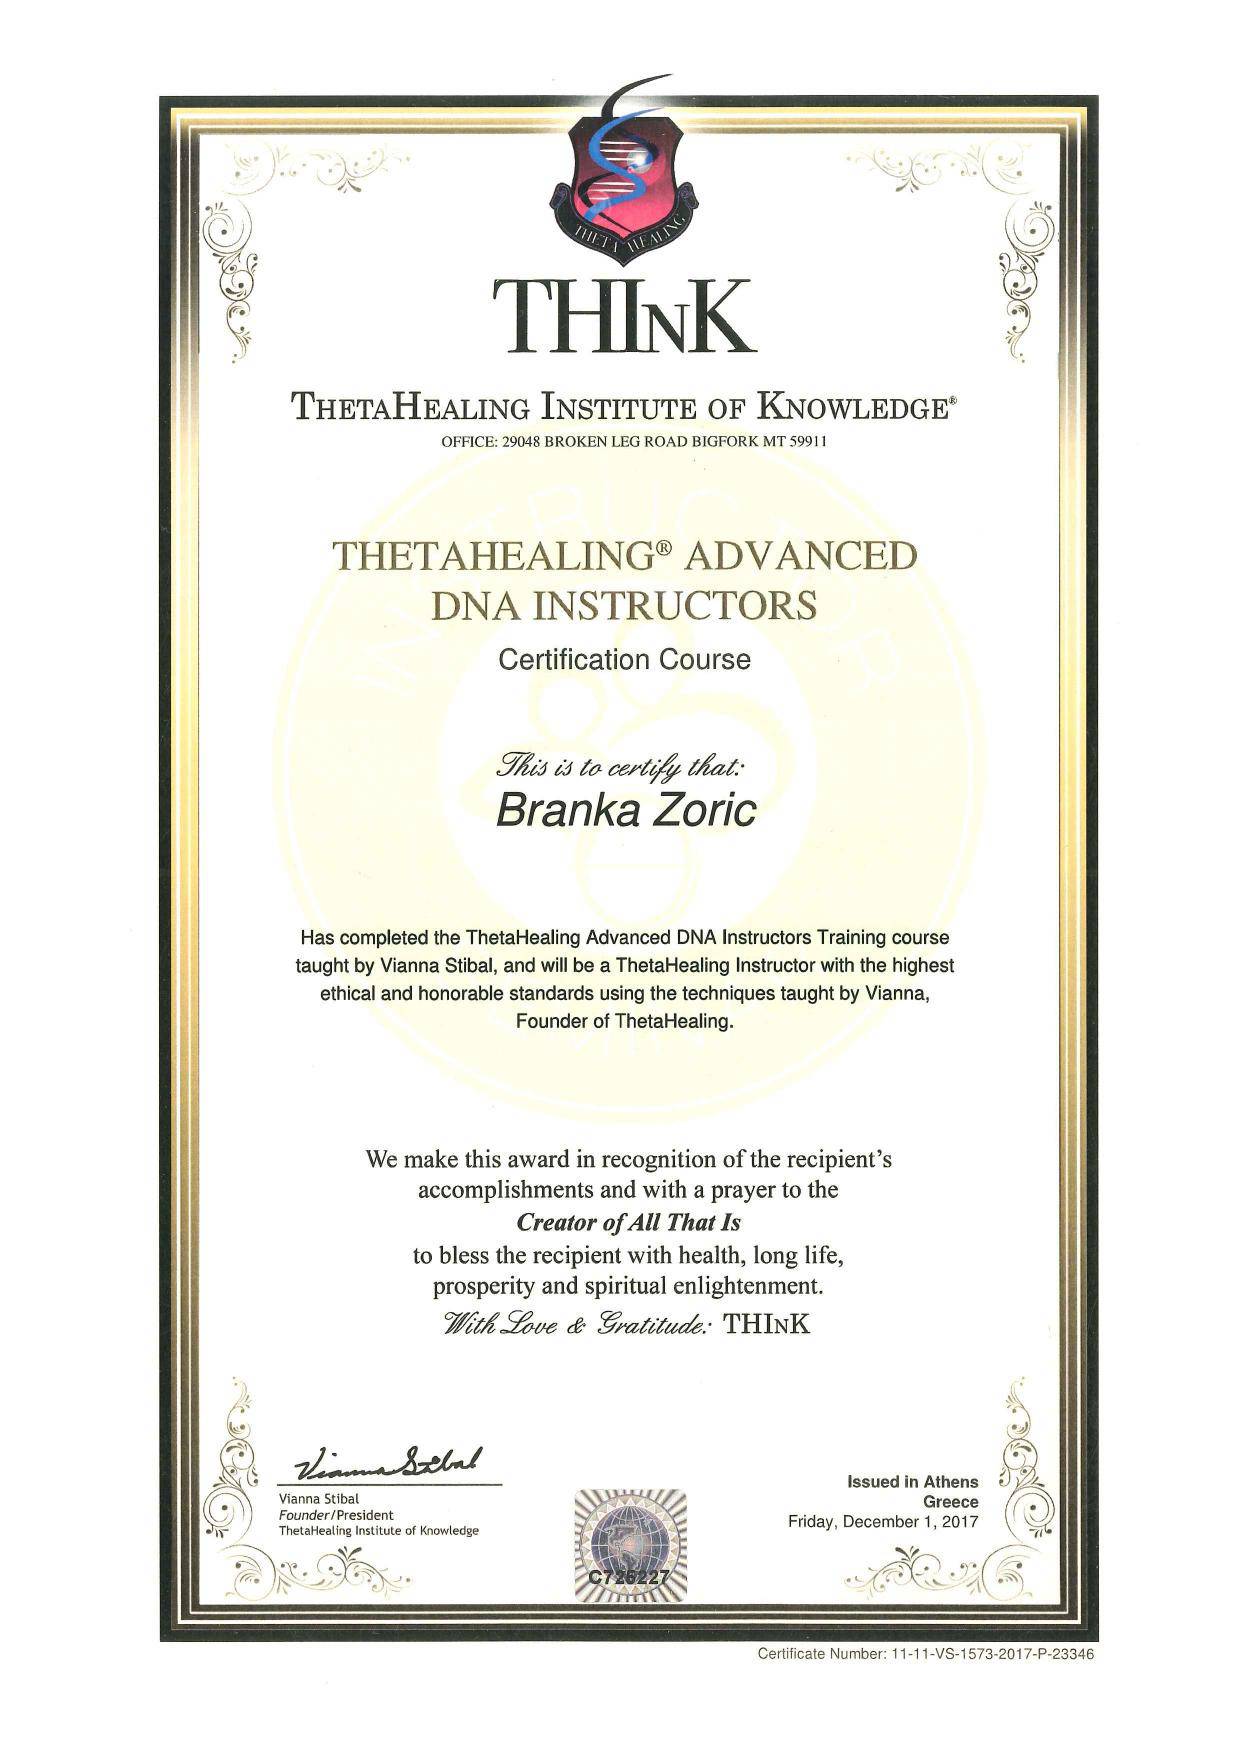 THETA HEALING
THINK
THETAHEALING INSTITUTE OF KNOWLEDGE®
OFFICE: 29048 BROKEN LEG ROAD BIGFORK MT 59911
INSTRUCTOR
THETAHEALING® ADVANCED
DNA INSTRUCTORS
Certification Course
This is to certify that:
Branka Zoric
Has completed the ThetaHealing Advanced DNA Instructors Training course
taught by Vianna Stibal, and will be a ThetaHealing Instructor with the highest
ethical and honorable standards using the techniques taught by Vianna,
Founder of ThetaHealing.
We make this award in recognition of the recipient's
accomplishments and with a prayer to the
Creator of All That Is
to bless the recipient with health, long life,
prosperity and spiritual enlightenment.
With Love & Gratitude: THINK
Vianna Stibal
Vianna Stibal
Founder/President
ThetaHealing Institute of Knowledge
C726227
Issued in Athens
Greece
Friday, December 1, 2017
Certificate Number: 11-11-VS-1573-2017-P-23346